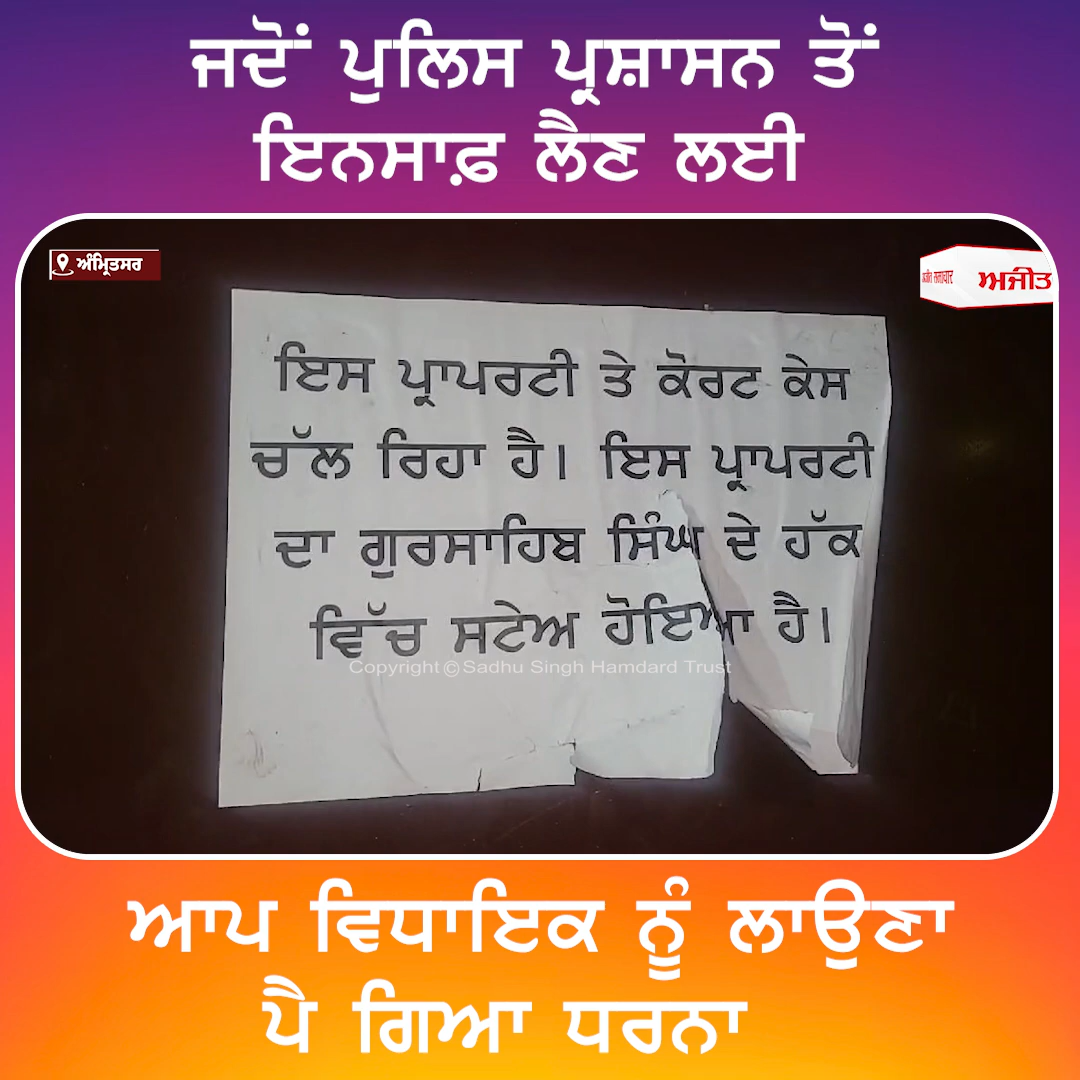 ਜਦੋਂ ਪੁਲਿਸ ਪ੍ਰਸ਼ਾਸਨ ਤੋਂ
ਇਨਸਾਫ਼ ਲੈਣ ਲਈ
ਅੰਮ੍ਰਿਤਸਰ
ਅਜੀਤ
ਇਸ ਪ੍ਰਾਪਰਟੀ ਤੇ ਕੋਰਟ ਕੇਸ
ਚੱਲ ਰਿਹਾ ਹੈ। ਇਸ ਪ੍ਰਾਪਰਟੀ
ਦਾ ਗੁਰਸਾਹਿਬ ਸਿੰਘ ਦੇ ਹੱਕ
ਵਿੱਚ ਸਟੇਅ ਹੋਇਆ ਹੈ।
Copyright © Sadhu Singh Hamdard Trust
ਆਪ ਵਿਧਾਇਕ ਨੂੰ ਲਾਉਣਾ
ਪੈ ਗਿਆ ਧਰਨਾ